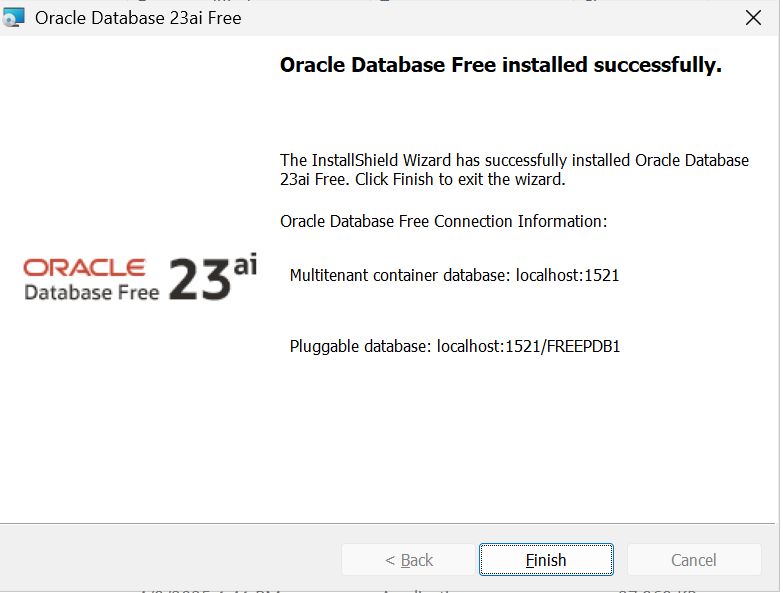 Oracle Database 23ai Free
Oracle Database Free installed successfully.
The InstallShield Wizard has successfully installed Oracle Database
23ai Free. Click Finish to exit the wizard.
Oracle Database Free Connection Information:
ORACLE
Database Free 23ai
Multitenant container database: localhost:1521
Pluggable database: localhost:1521/FREEPDB1
< Back
Finish
Cancel